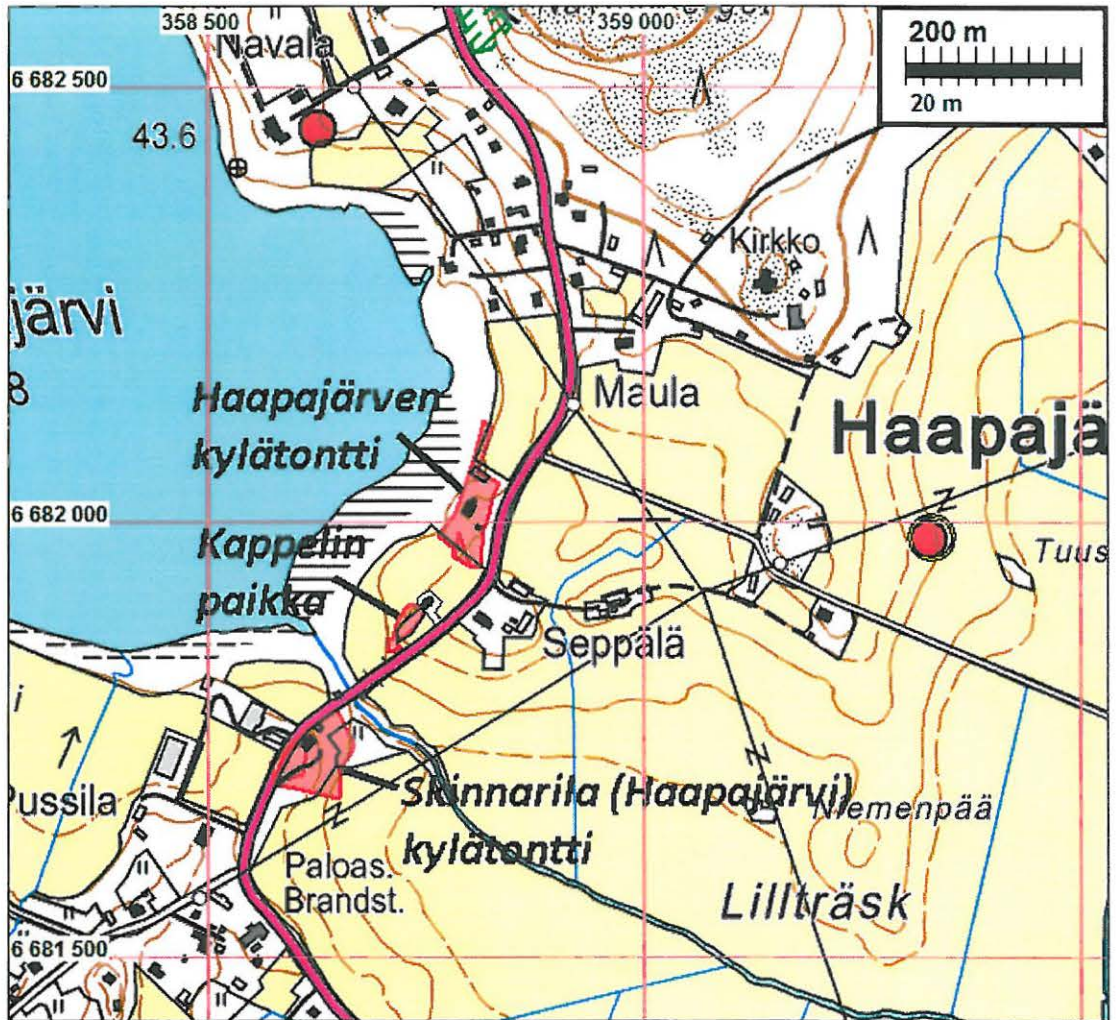 358 500
359 000
200 m
20 m
Navala
6 682 500
43.6
Kirkko
järvi
8
Haapajärven
kylätontti
Maula
Haapajä
6 682 000
Kappelin
paikka
Tuus
Seppälä
i
Pussila
Skinnarila (Haapajärvi)
kylätontti
Niemenpää
Paloas.
Brandst.
Lillträsk
6 681 500